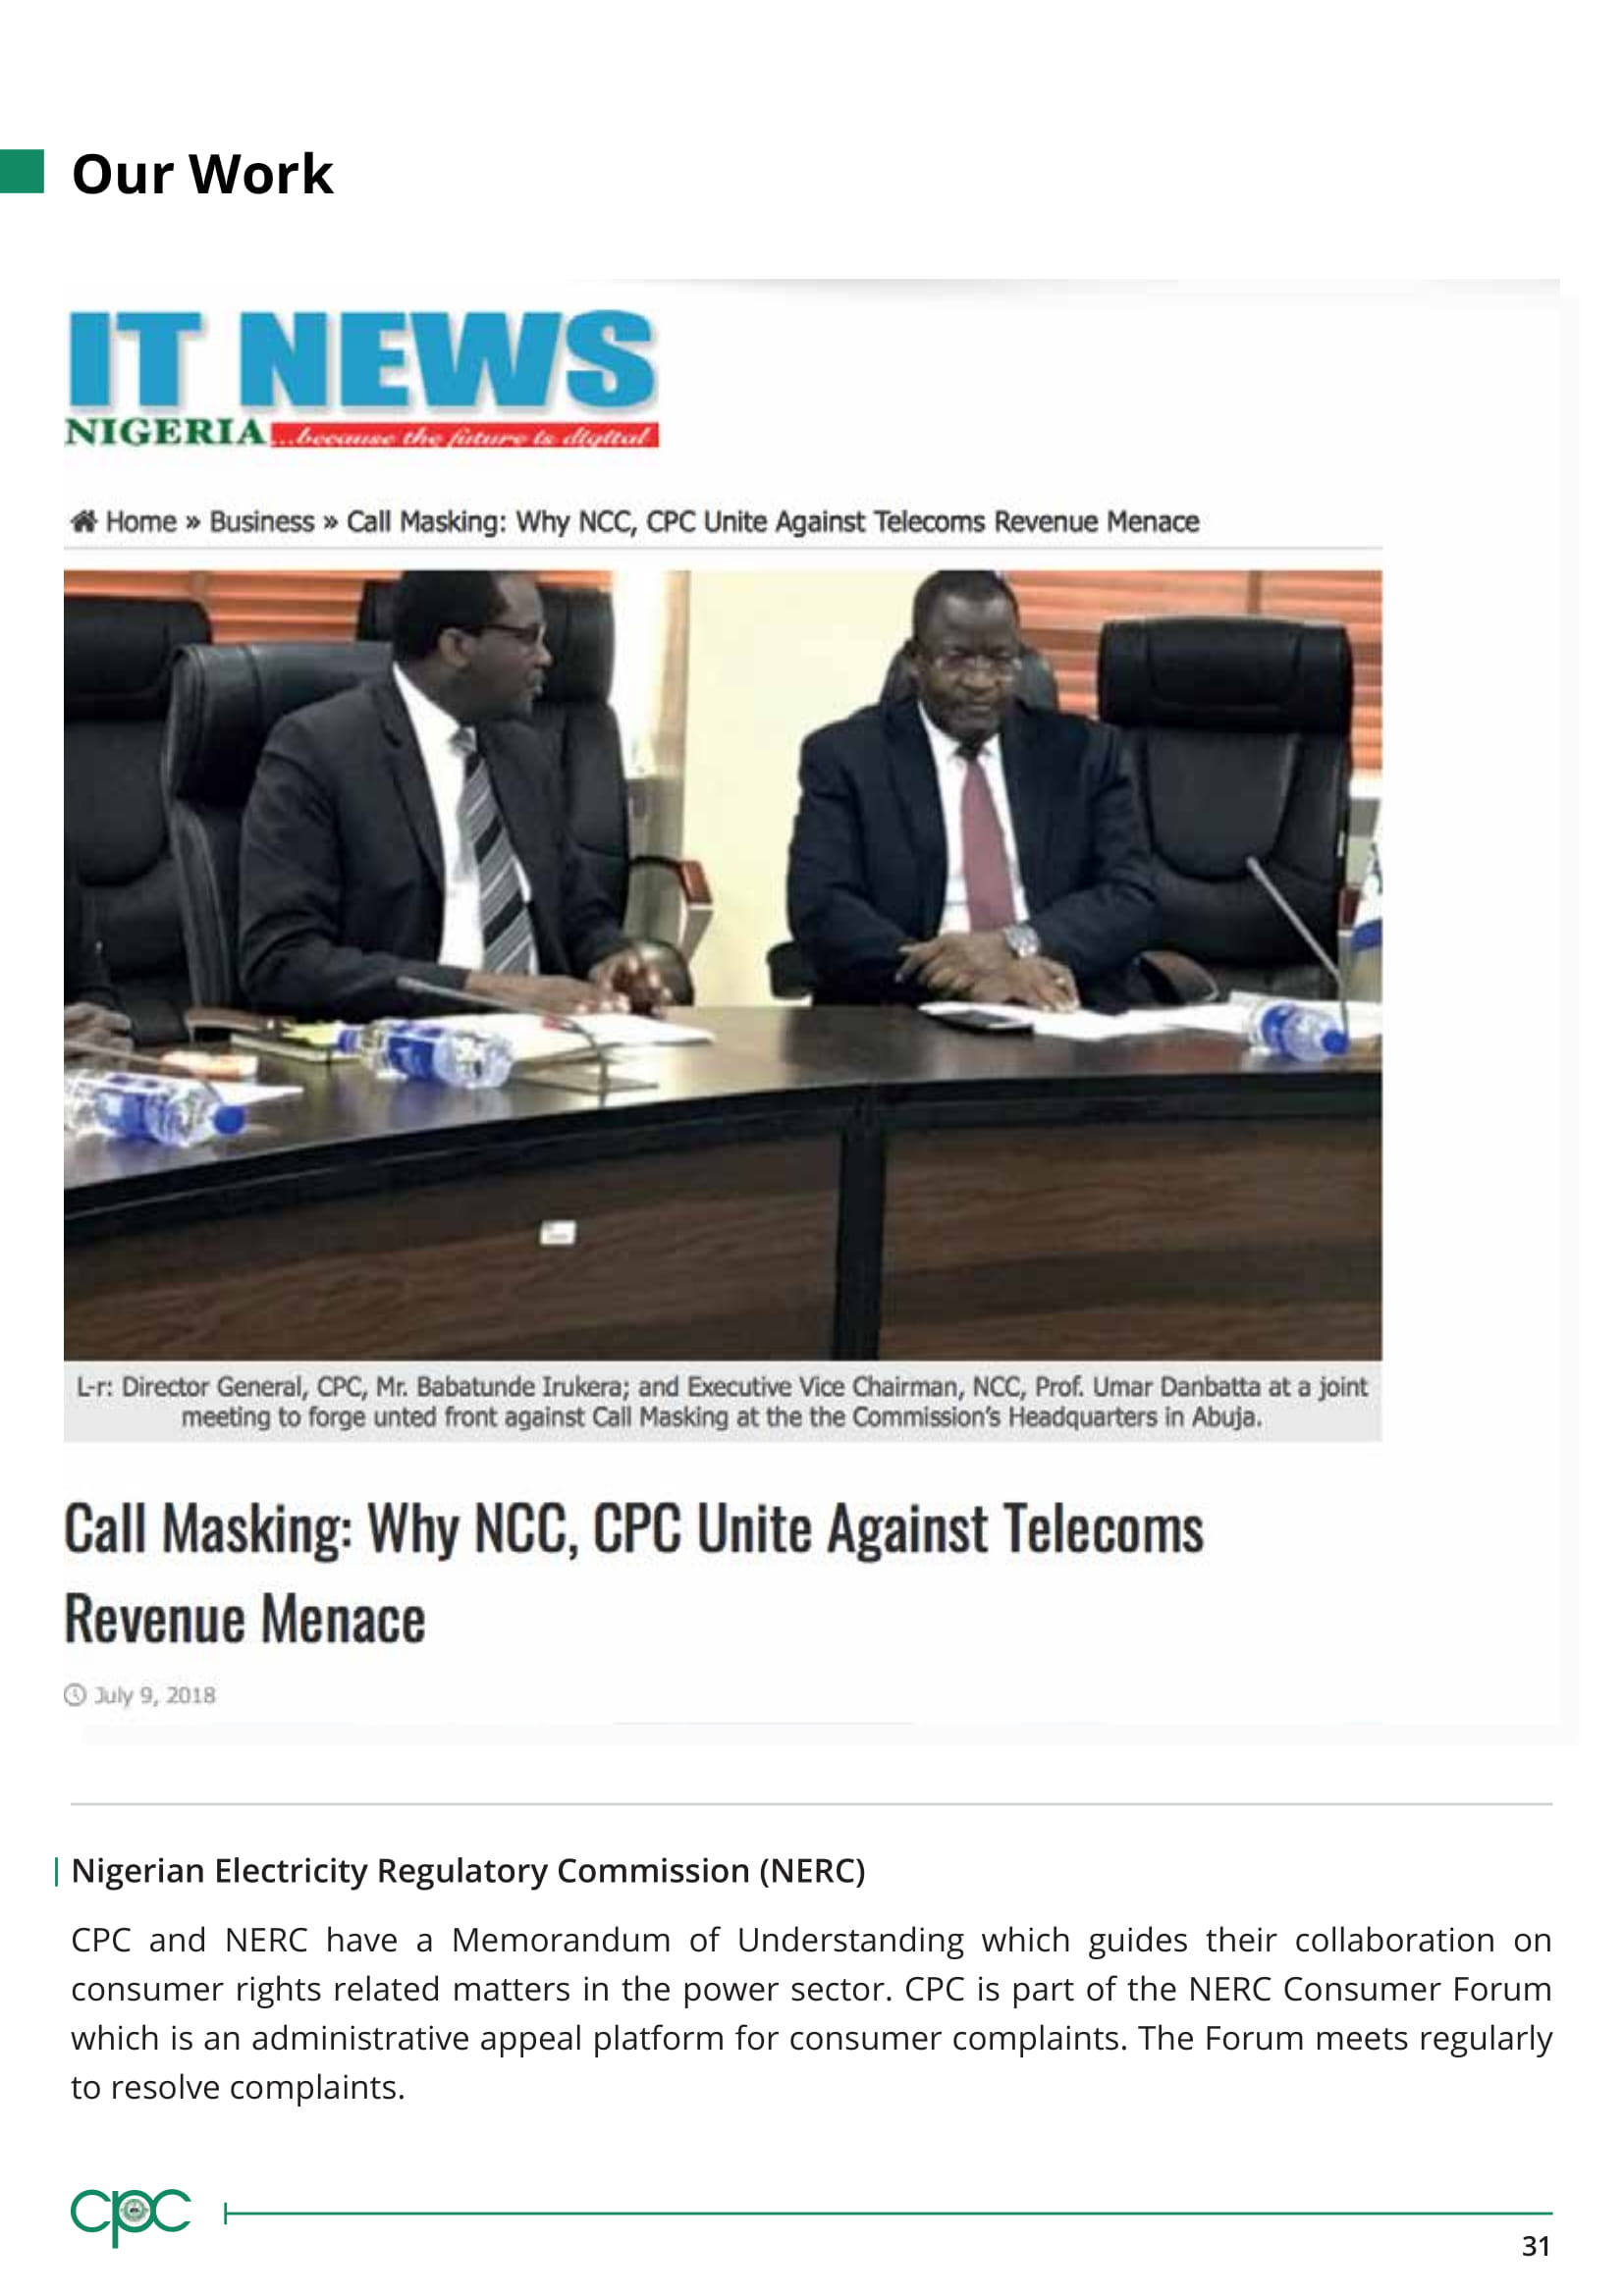 Our Work
IT NEWS
NIGERIA ...because the future is digital
Home » Business » Call Masking: Why NCC, CPC Unite Against Telecoms Revenue Menace
L-r: Director General, CPC, Mr. Babatunde Irukera; and Executive Vice Chairman, NCC, Prof. Umar Danbatta at a joint
meeting to forge unted front against Call Masking at the the Commission's Headquarters in Abuja.
Call Masking: Why NCC, CPC Unite Against Telecoms
Revenue Menace
July 9, 2018
Nigerian Electricity Regulatory Commission (NERC)
CPC and NERC have a Memorandum of Understanding which guides their collaboration on
consumer rights related matters in the power sector. CPC is part of the NERC Consumer Forum
which is an administrative appeal platform for consumer complaints. The Forum meets regularly
to resolve complaints.
cpc
31